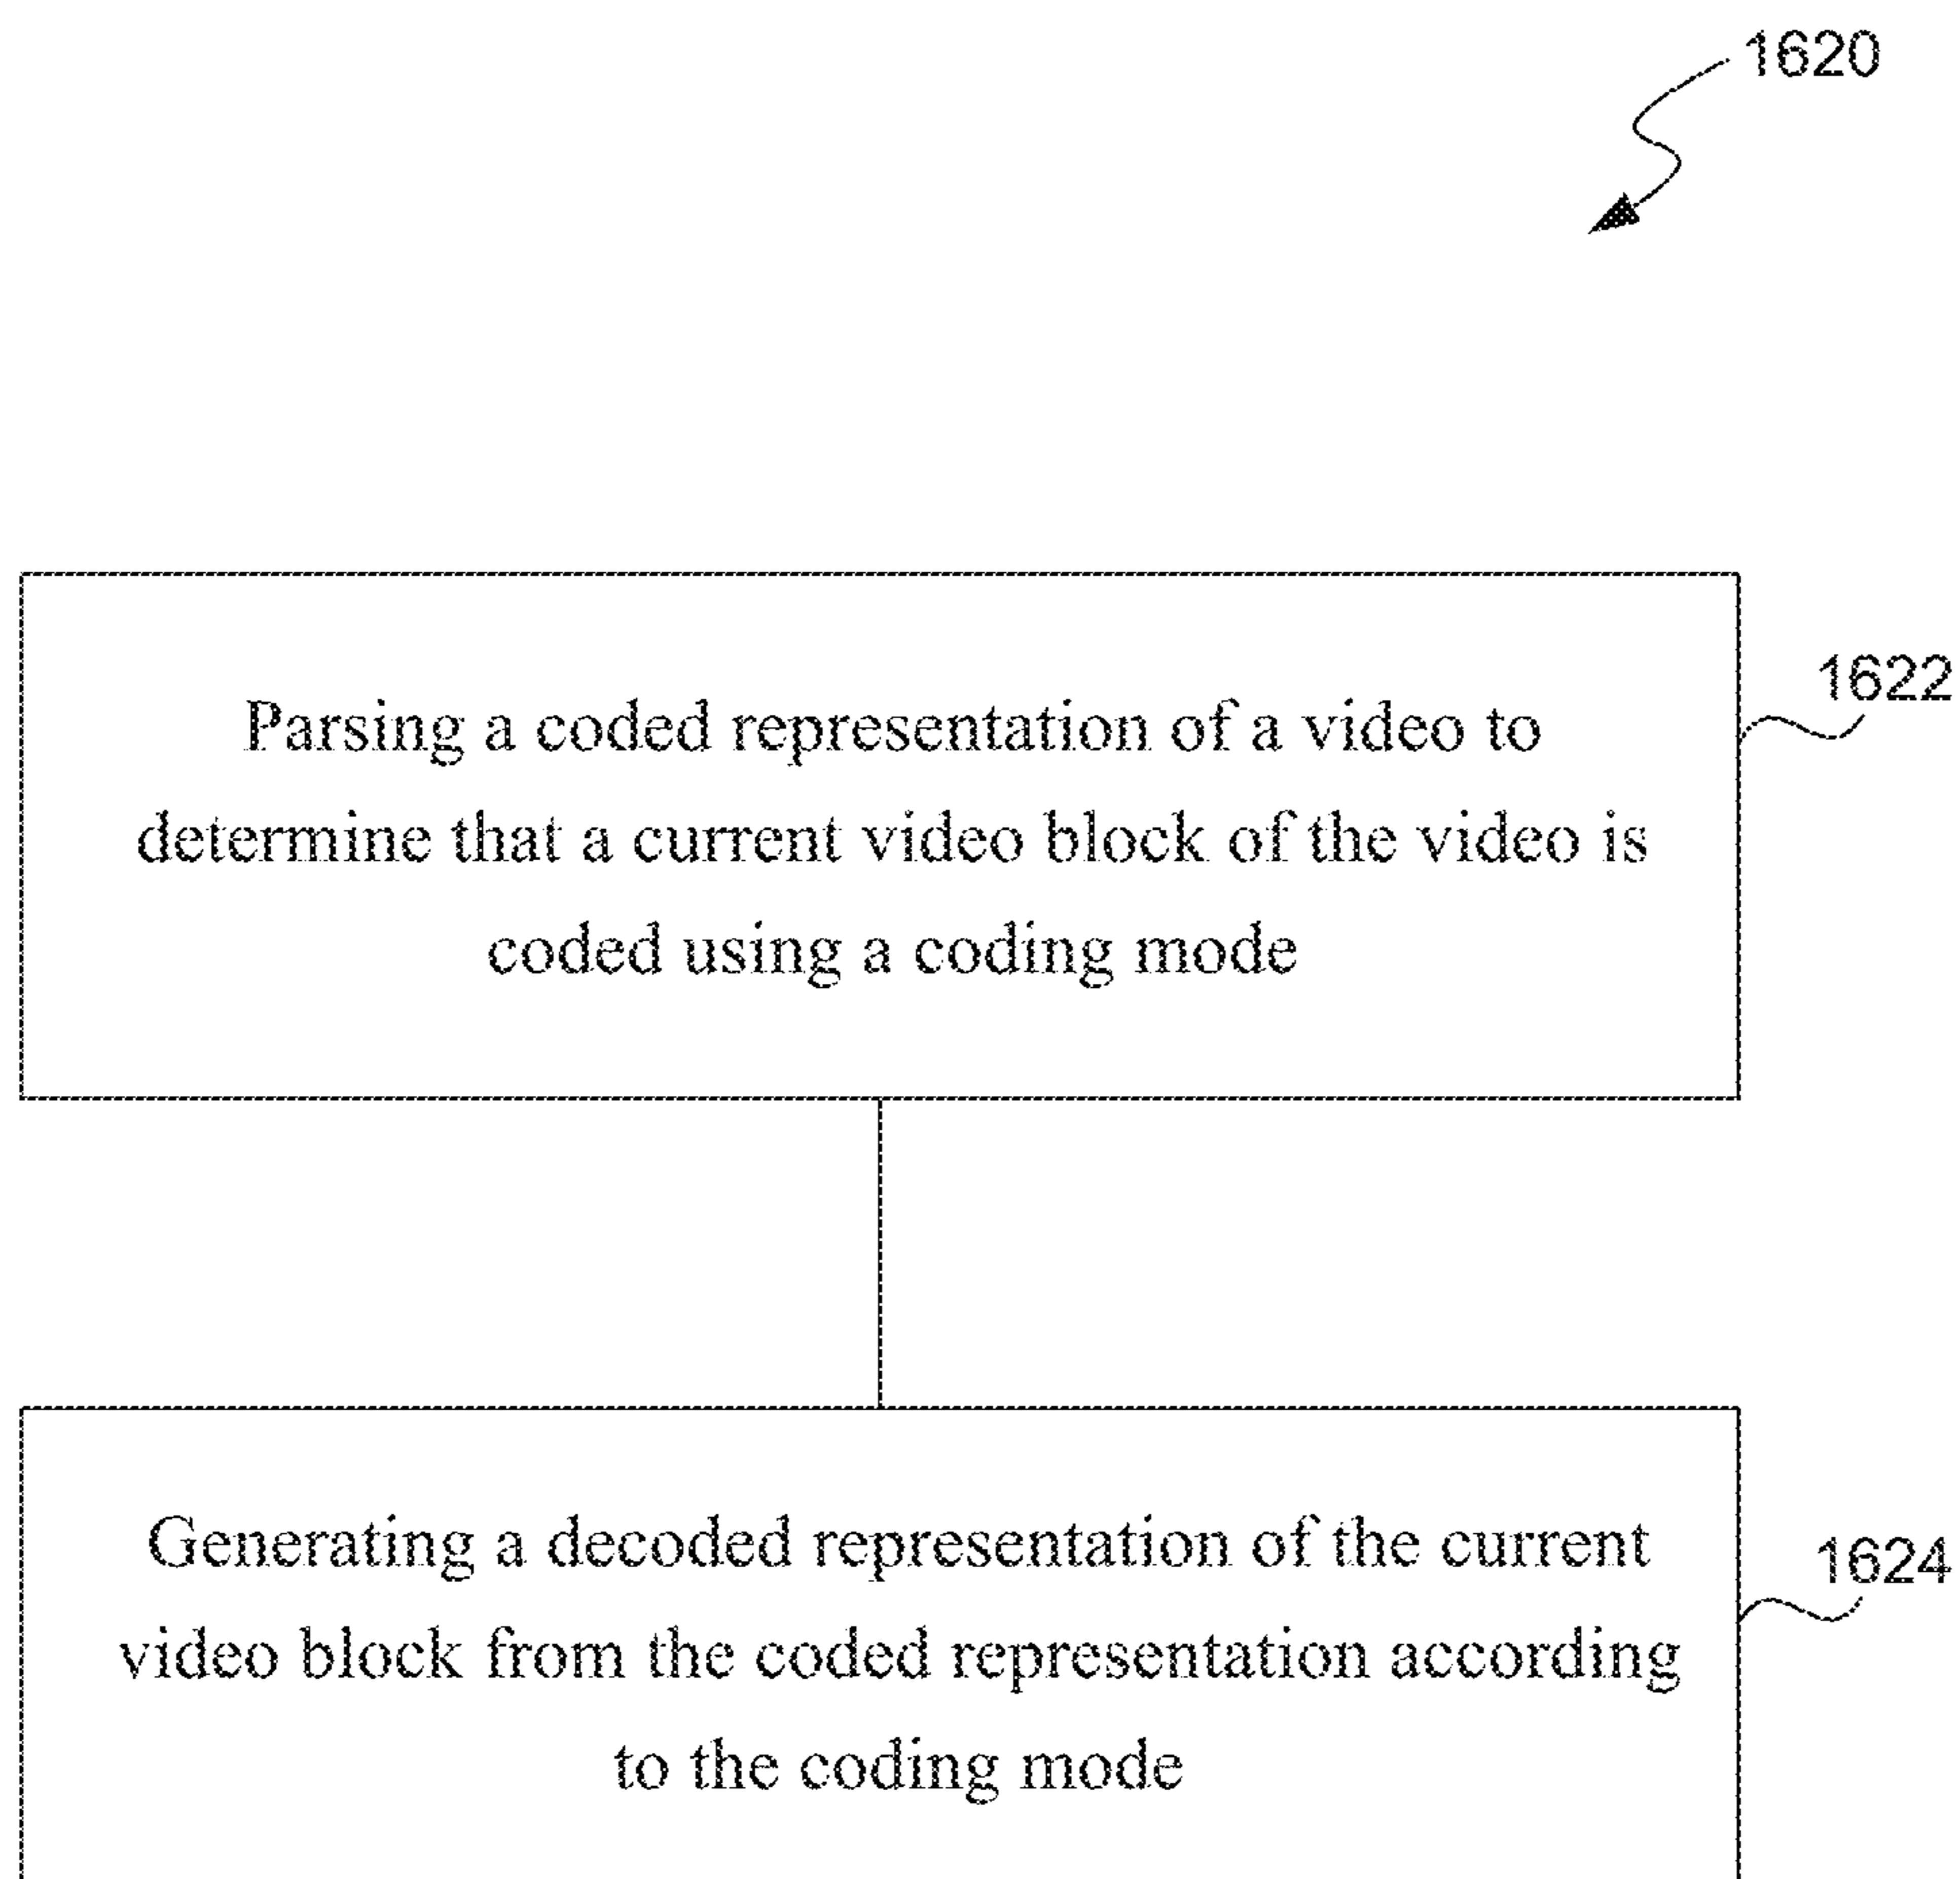 1620
1622
Parsing a coded representation of a video to
determine that a current video block of the video is
coded using a coding mode
1624
Generating a decoded representation of the current
video block from the coded representation according
to the coding mode